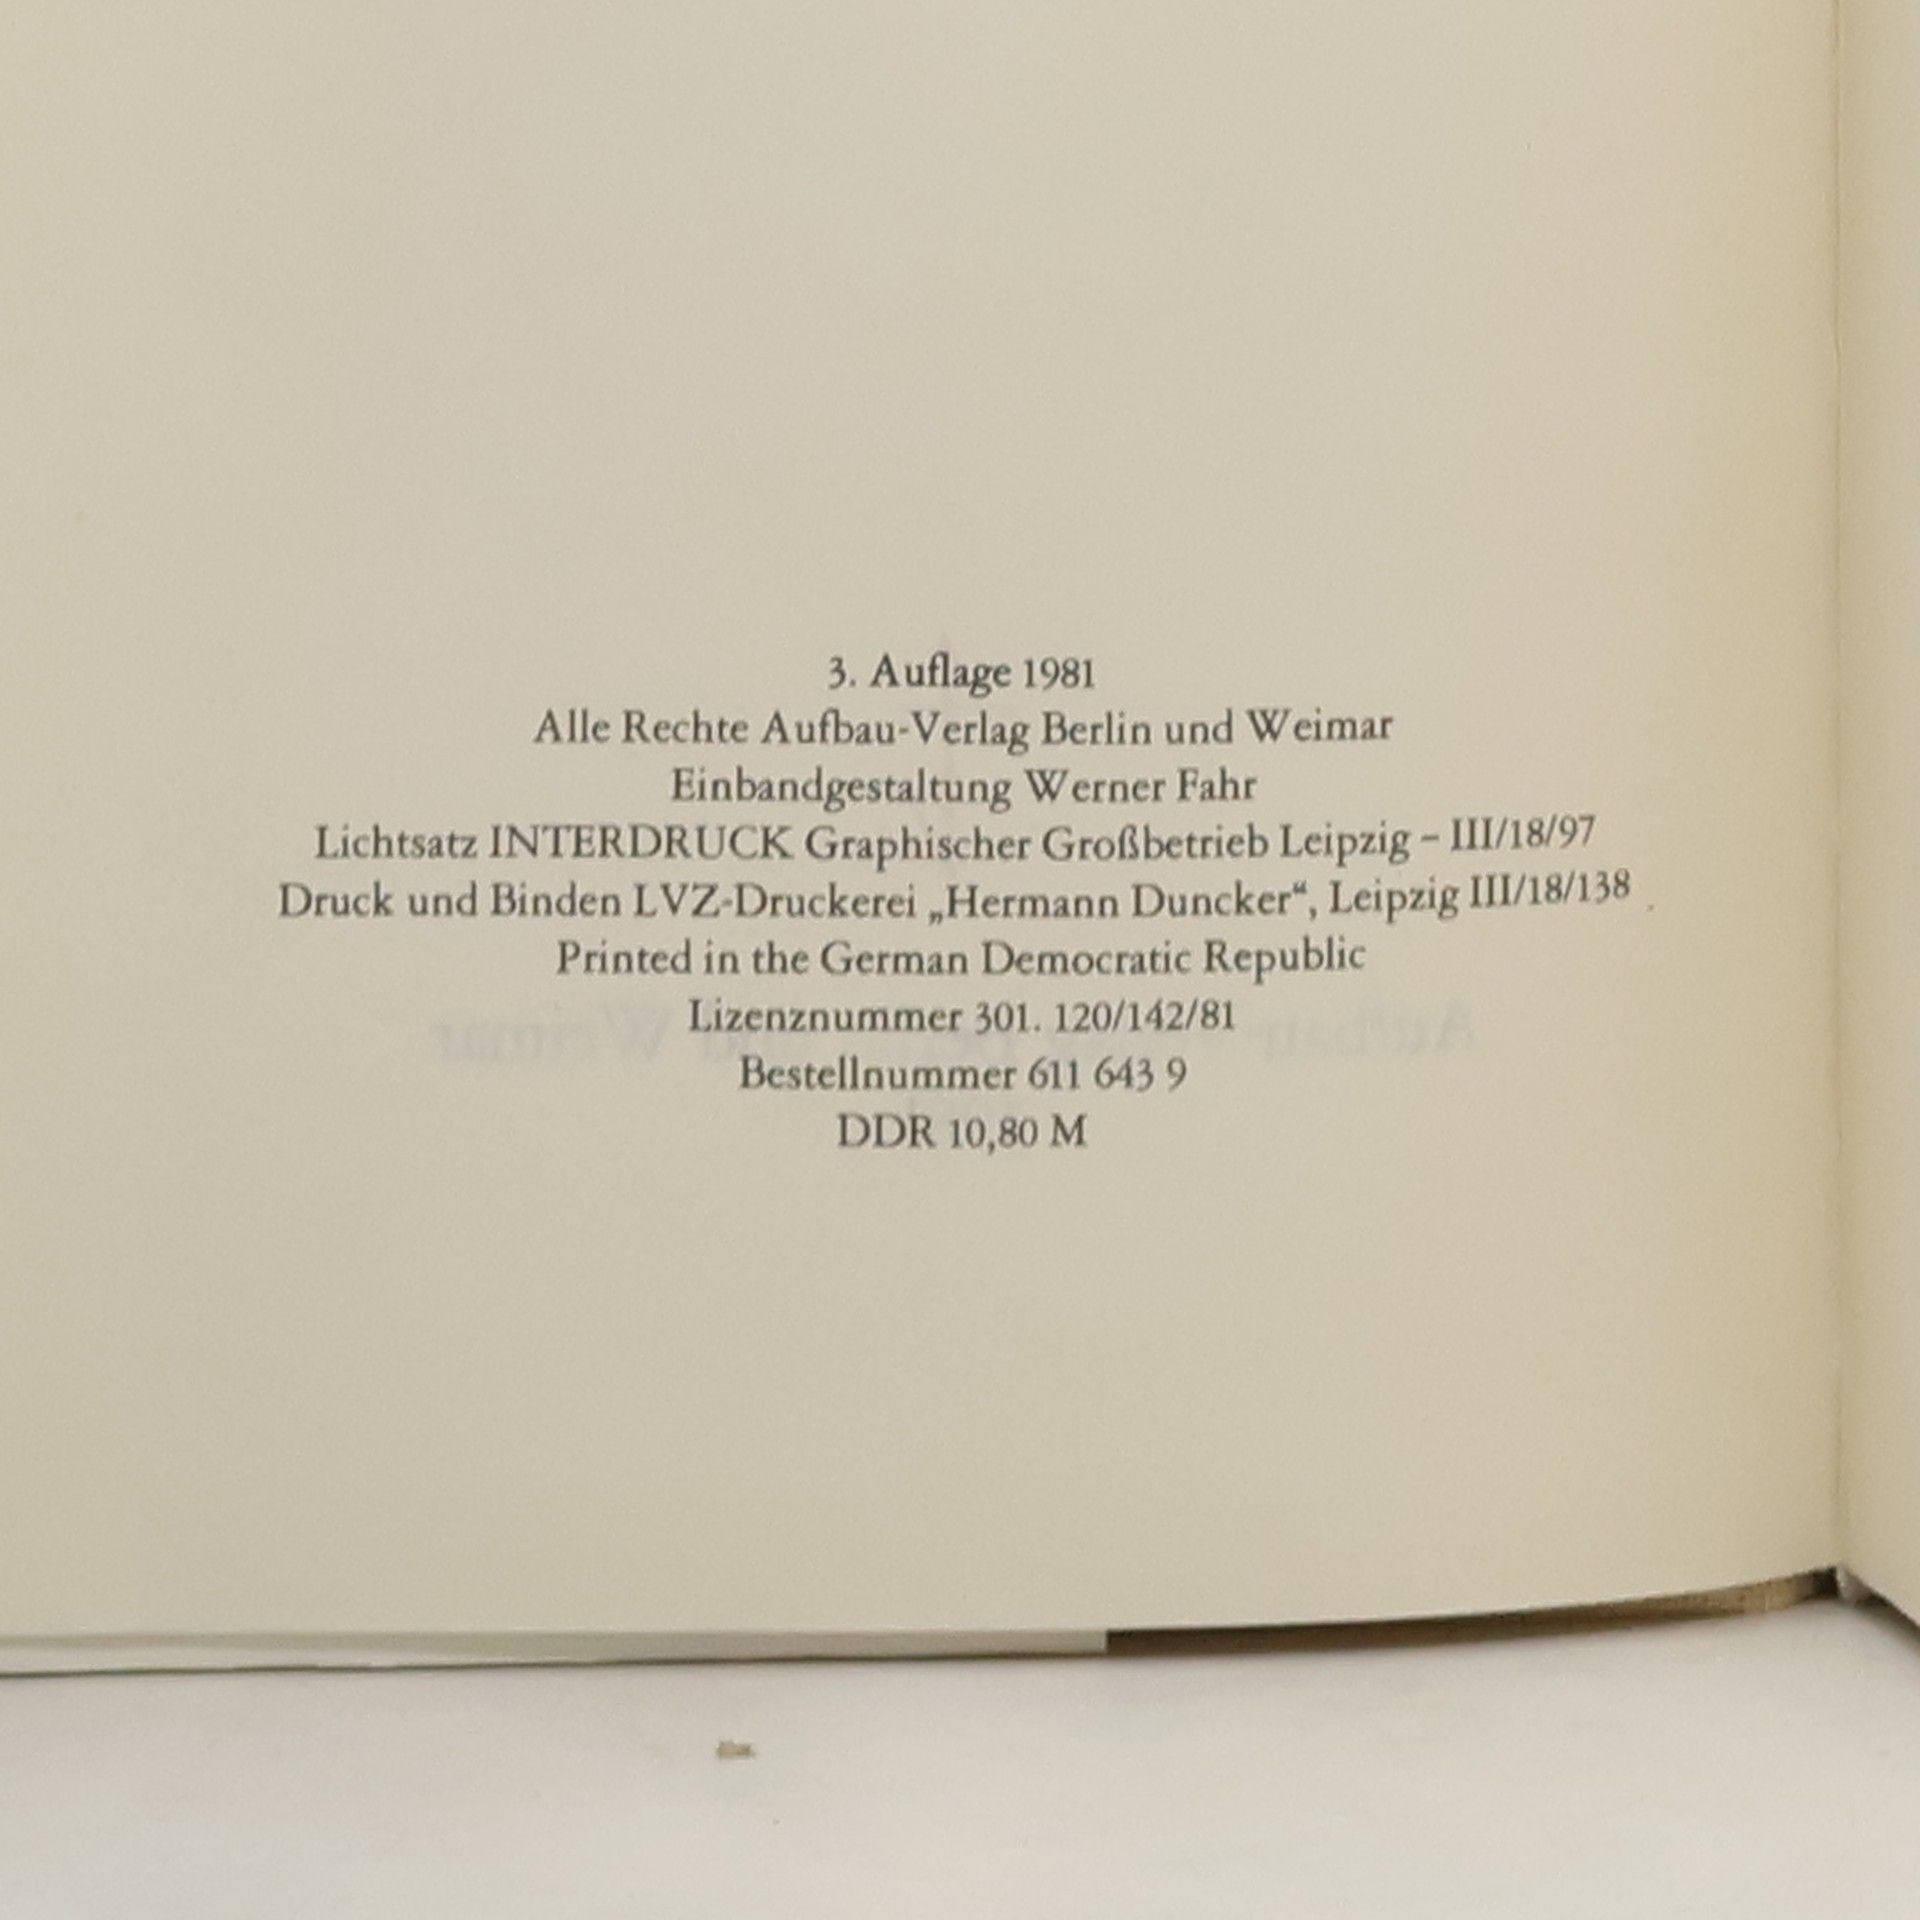 3. Auflage 1981
Alle Rechte Aufbau-Verlag Berlin und Weimar
Einbandgestaltung Werner Fahr
Lichtsatz INTERDRUCK Graphischer Großbetrieb Leipzig – III/18/97
Druck und Binden LVZ-Druckerei „Hermann Duncker“, Leipzig III/18/138
Printed in the German Democratic Republic
Lizenznummer 301. 120/142/81
Bestellnummer 611 643 9
DDR 10,80 M